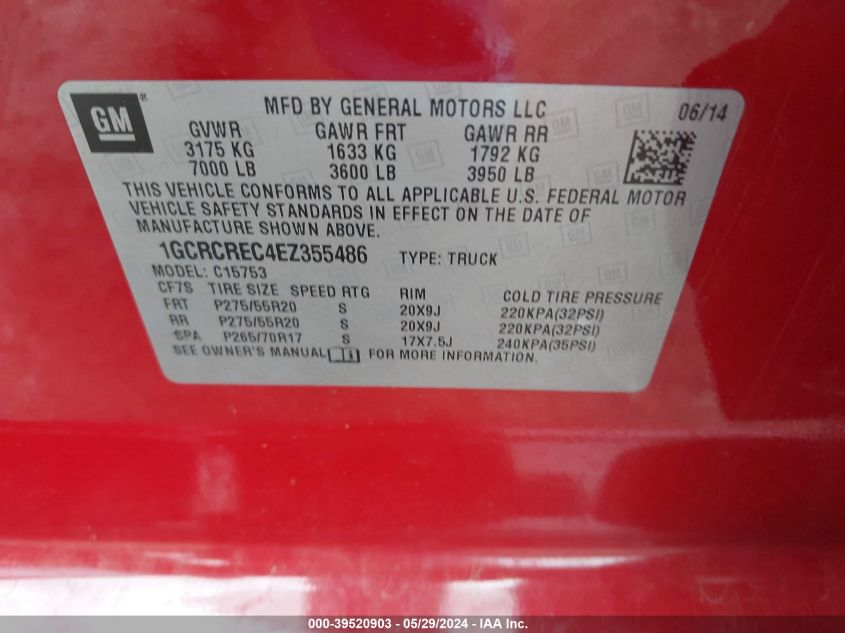 GM® MFD BY GENERAL MOTORS LLC 06/14
GVWR GAWR FRT GAWR RR
3175 KG 1633 KG 1792 KG
7000 LB 3600 LB 3950 LB
THIS VEHICLE CONFORMS TO ALL APPLICABLE U.S. FEDERAL MOTOR
VEHICLE SAFETY STANDARDS IN EFFECT ON THE DATE OF
MANUFACTURE SHOWN ABOVE.
1GCRCREC4EZ355486 TYPE: TRUCK
MODEL: C15753
CF7S TIRE SIZE SPEED RTG RIM COLD TIRE PRESSURE
FRT P275/55R20 S 20X9J 220KPA(32PSI)
RR P275/55R20 S 20X9J 220KPA(32PSI)
SPA P265/70R17 S 17X7.5J 240KPA(35PSI)
SEE OWNER'S MANUAL FOR MORE INFORMATION.
000-39520903 - 05/29/2024 - IAA Inc.